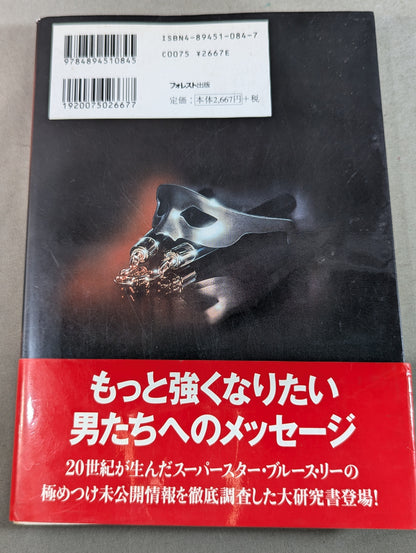 ISBN4-89451-084-7
C0075 ¥2667E
9784894510845
フォレスト出版
定価：本体2,667円+税
1920075026677
もっと強くなりたい
男たちへのメッセージ
20世紀が生んだスーパースター・ブルース・リーの
極めつけ未公開情報を徹底調査した大研究書登場!